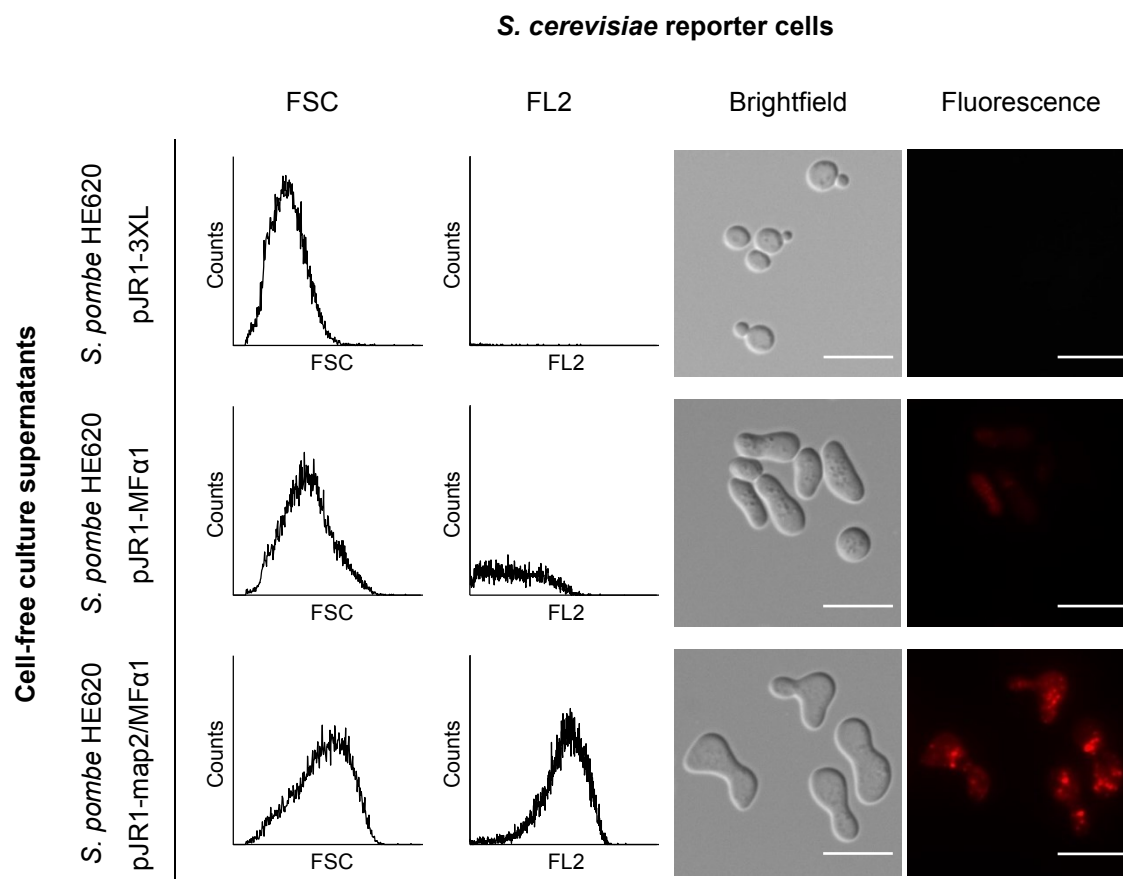 S. cerevisiae reporter cells
FSC
FL2
Brightfield
Fluorescence
Cell-free culture supernatants
S. pombe HE620
pJR1-3XL
Counts
FSC
Counts
FL2
S. pombe HE620
pJR1-MFα1
Counts
FSC
Counts
FL2
S. pombe HE620
pJR1-map2/MFα1
Counts
FSC
Counts
FL2